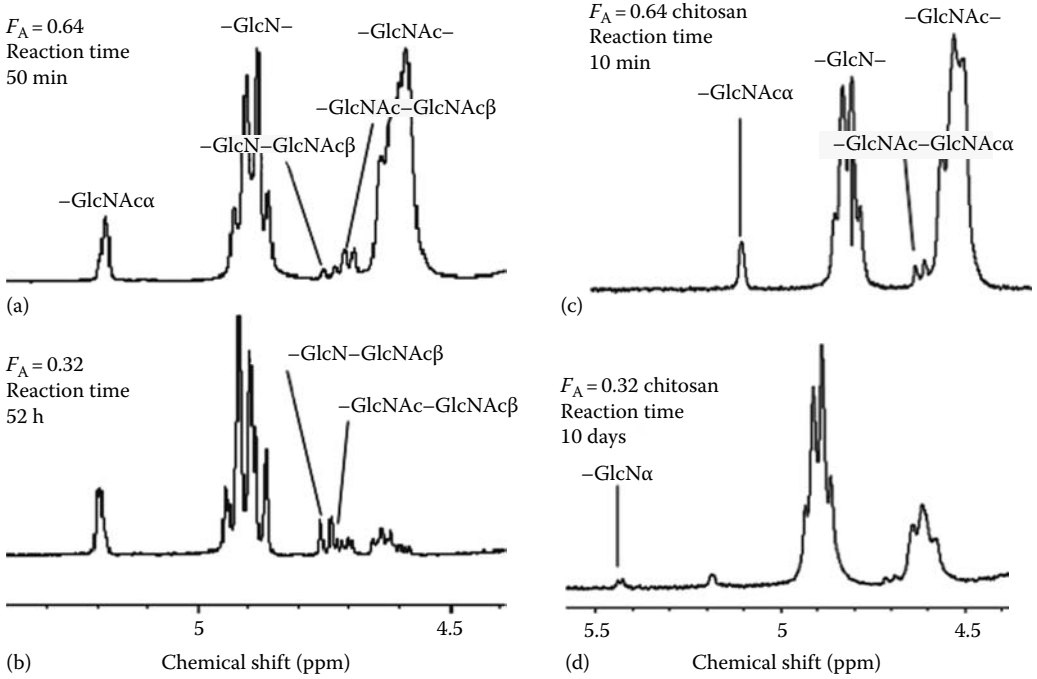 F_A = 0.64
Reaction time
50 min
–GlcN–
–GlcNAc–
–GlcNAc–GlcNAcβ
–GlcN–GlcNAcβ
–GlcNAcα
(a)
F_A = 0.32
Reaction time
52 h
–GlcN–GlcNAcβ
–GlcNAc–GlcNAcβ
5
4.5
(b)
Chemical shift (ppm)
F_A = 0.64 chitosan
Reaction time
10 min
–GlcNAc–
–GlcN–
–GlcNAcα
–GlcNAc–GlcNAcα
(c)
F_A = 0.32 chitosan
Reaction time
10 days
–GlcNα
5.5
5
4.5
(d)
Chemical shift (ppm)